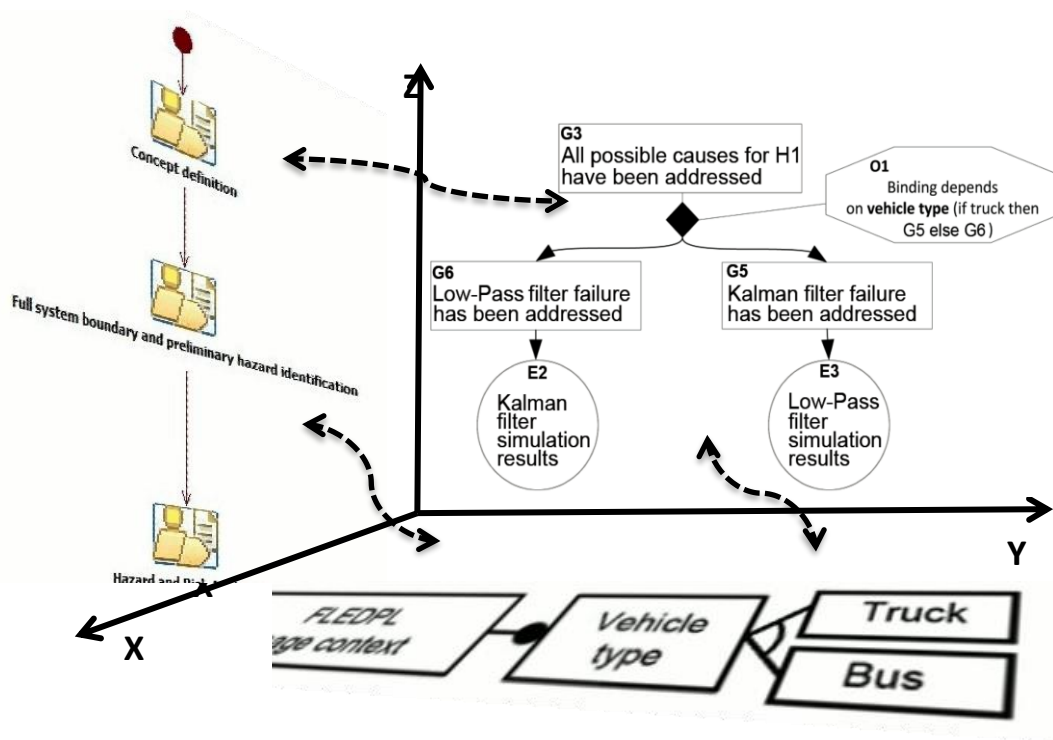 Z
Concept definition
Full system boundary and preliminary hazard identification
Hazard and
X
Y
G3
All possible causes for H1
have been addressed
O1
Binding depends
on vehicle type (if truck then
G5 else G6)
G6
Low-Pass filter failure
has been addressed
G5
Kalman filter failure
has been addressed
E2
Kalman
filter
simulation
results
E3
Low-Pass
filter
simulation
results
FLEDPL
context
Vehicle
type
Truck
Bus